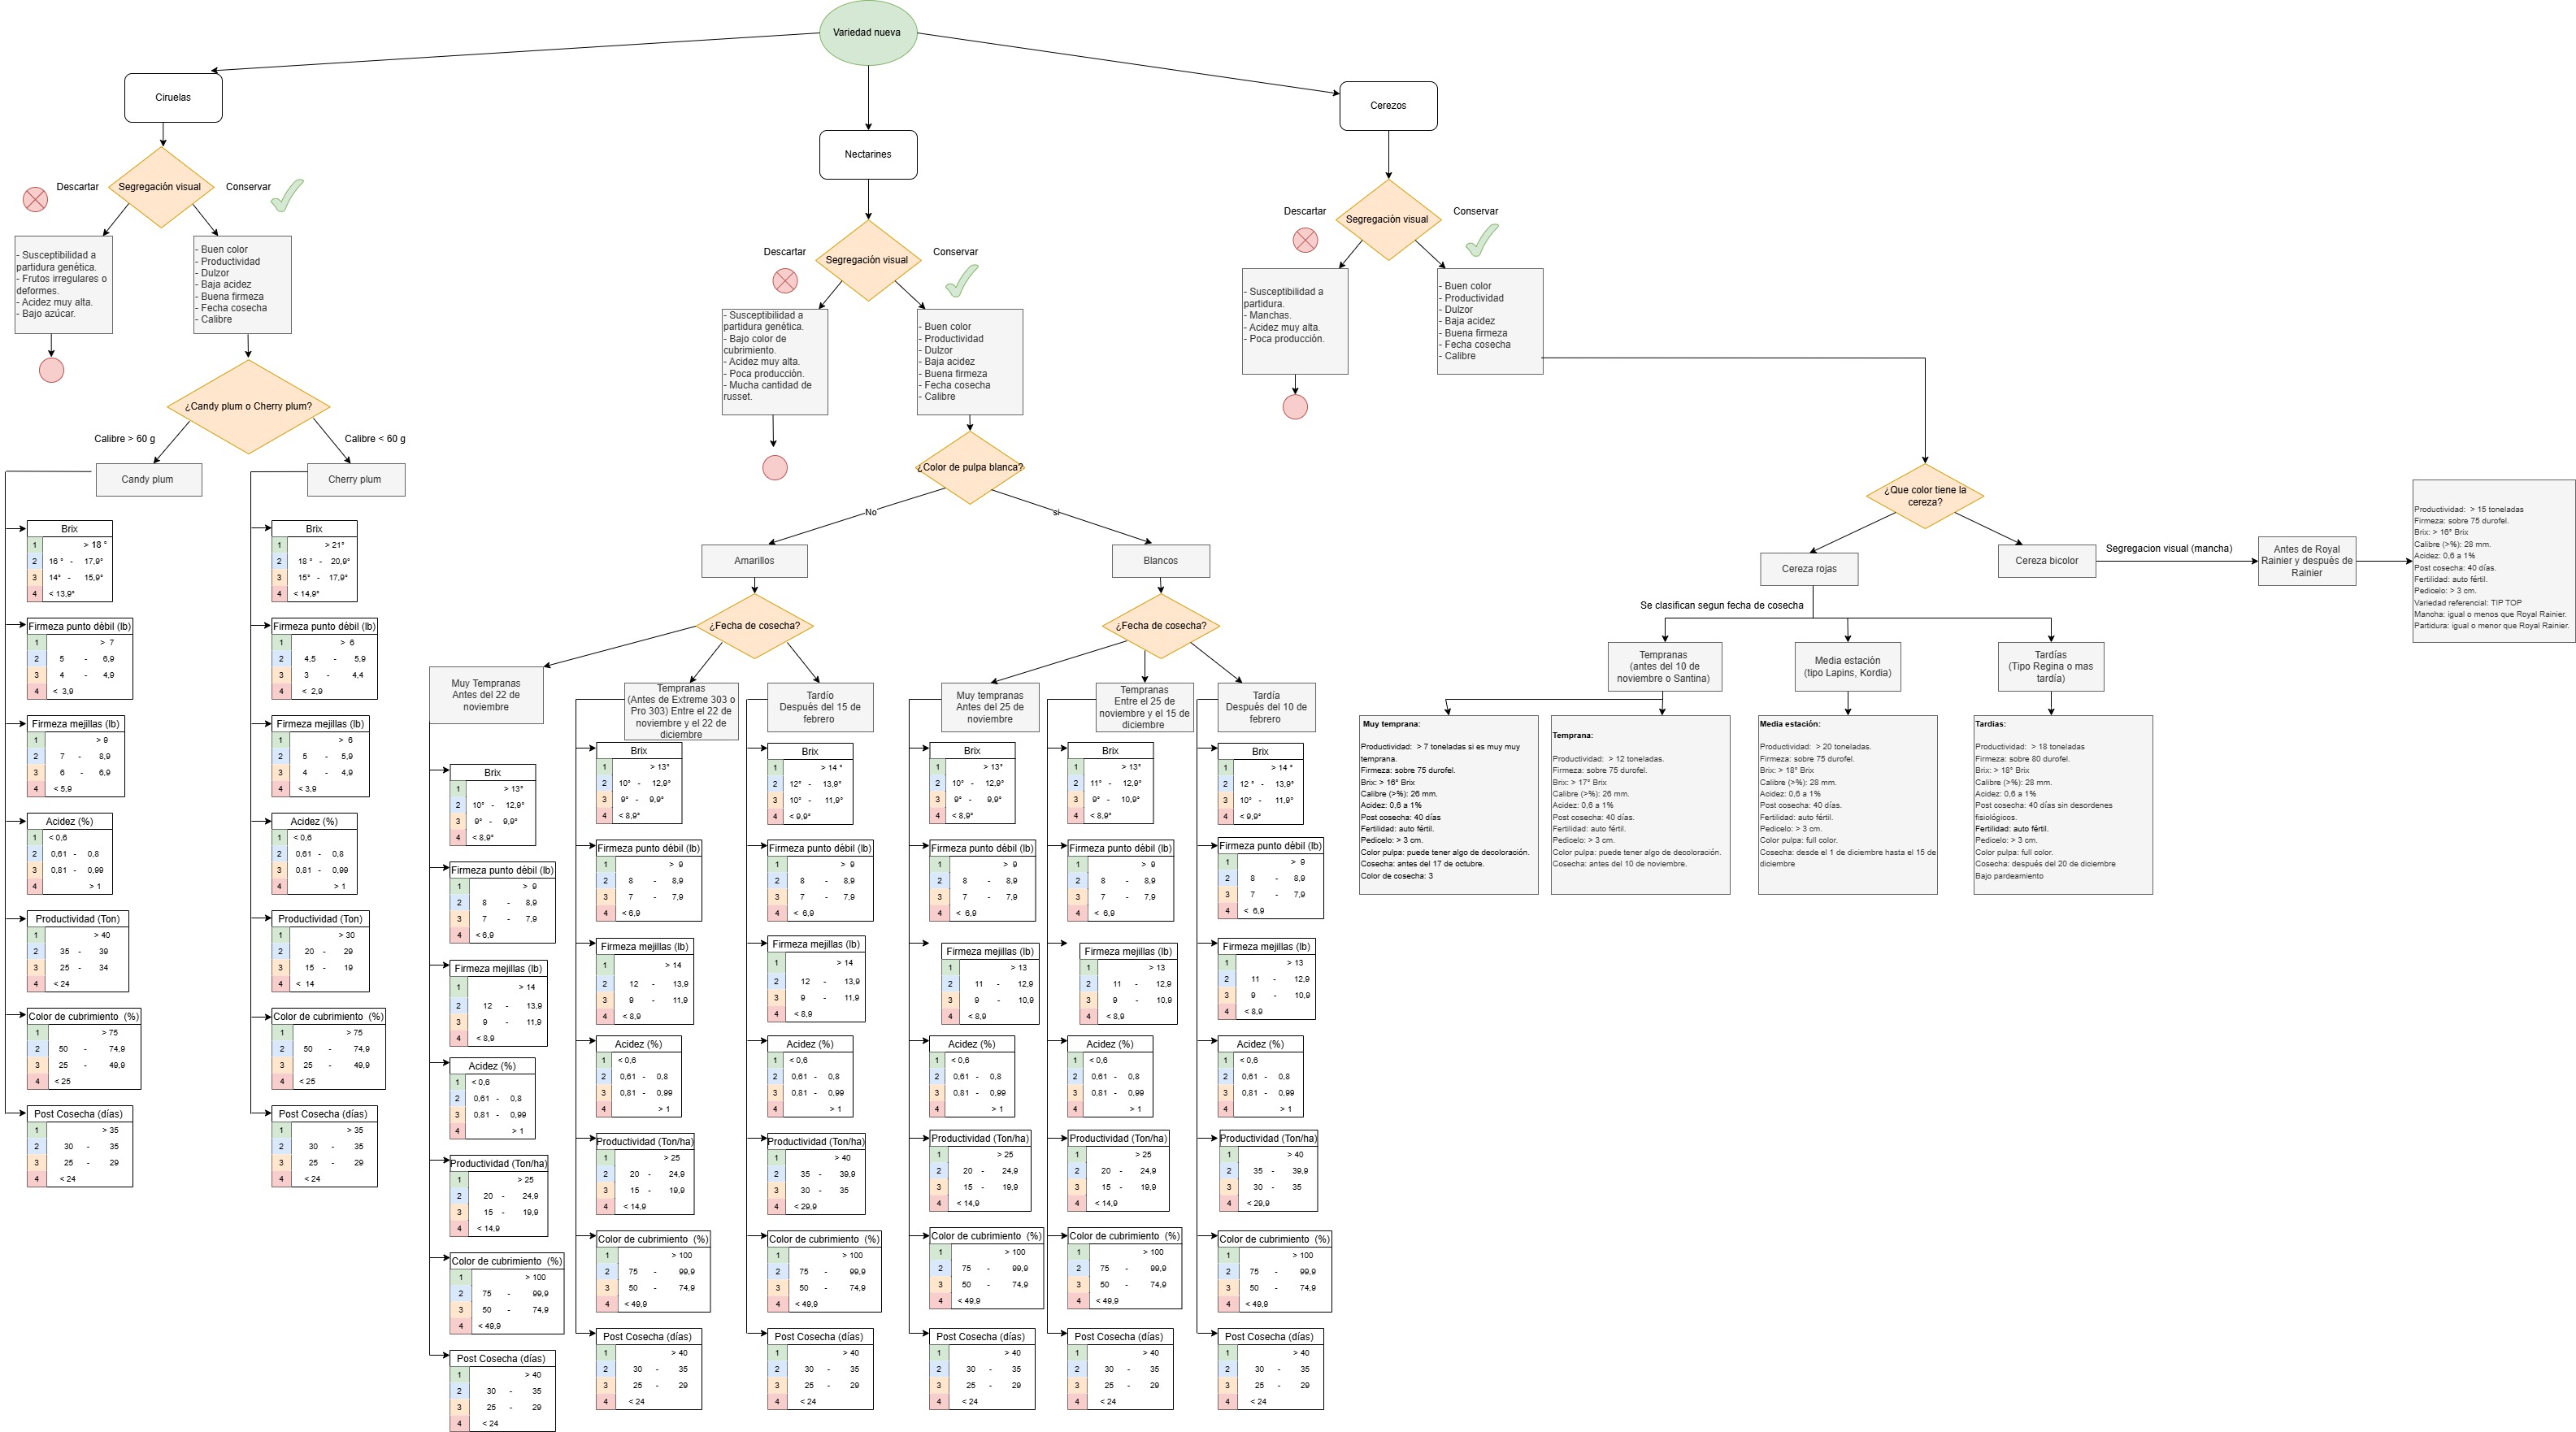 Variedad nueva
Ciruelas
Segregación visual
Descartar
Conservar
- Susceptibilidad a
partidura genética.
- Frutos irregulares o
deformes.
- Acidez muy alta.
- Bajo azúcar.
- Buen color
- Productividad
- Dulzor
- Baja acidez
- Buena firmeza
- Fecha cosecha
- Calibre
¿Candy plum o Cherry plum?
Calibre > 60 g
Calibre < 60 g
Candy plum
Brix
1 > 18 °
2 16 ° - 17,9°
3 14° - 15,9°
4 < 13,9°
Firmeza punto débil (lb)
1 > 7
2 5 - 6,9
3 4 - 4,9
4 < 3,9
Firmeza mejillas (lb)
1 > 9
2 7 - 8,9
3 6 - 6,9
4 < 5,9
Acidez (%)
1 < 0,6
2 0,61 - 0,8
3 0,81 - 0,99
4 > 1
Productividad (Ton)
1 > 40
2 35 - 39
3 25 - 34
4 < 24
Color de cubrimiento (%)
1 > 75
2 50 - 74,9
3 25 - 49,9
4 < 25
Post Cosecha (días)
1 > 35
2 30 - 35
3 25 - 29
4 < 24
Cherry plum
Brix
1 > 21°
2 18 ° - 20,9°
3 15° - 17,9°
4 < 14,9°
Firmeza punto débil (lb)
1 > 6
2 4,5 - 5,9
3 3 - 4,4
4 < 2,9
Firmeza mejillas (lb)
1 > 6
2 5 - 5,9
3 4 - 4,9
4 < 3,9
Acidez (%)
1 < 0,6
2 0,61 - 0,8
3 0,81 - 0,99
4 > 1
Productividad (Ton)
1 > 30
2 20 - 29
3 15 - 19
4 < 14
Color de cubrimiento (%)
1 > 75
2 50 - 74,9
3 25 - 49,9
4 < 25
Post Cosecha (días)
1 > 35
2 30 - 35
3 25 - 29
4 < 24
Nectarines
Segregación visual
Descartar
Conservar
- Susceptibilidad a
partidura genética.
- Bajo color de
cubrimiento.
- Acidez muy alta.
- Poca producción.
- Mucha cantidad de
russet.
- Buen color
- Productividad
- Dulzor
- Baja acidez
- Buena firmeza
- Fecha cosecha
- Calibre
¿Color de pulpa blanca?
No
si
Amarillos
¿Fecha de cosecha?
Muy Tempranas
Antes del 22 de
noviembre
Brix
1 > 13°
2 10° - 12,9°
3 9° - 9,9°
4 < 8,9°
Firmeza punto débil (lb)
1 > 9
2 8 - 8,9
3 7 - 7,9
4 < 6,9
Firmeza mejillas (lb)
1 > 14
2 12 - 13,9
3 9 - 11,9
4 < 8,9
Acidez (%)
1 < 0,6
2 0,61 - 0,8
3 0,81 - 0,99
4 > 1
Productividad (Ton/ha)
1 > 25
2 20 - 24,9
3 15 - 19,9
4 < 14,9
Color de cubrimiento (%)
1 > 100
2 75 - 99,9
3 50 - 74,9
4 < 49,9
Post Cosecha (días)
1 > 40
2 30 - 35
3 25 - 29
4 < 24
Tempranas
(Antes de Extreme 303 o
Pro 303) Entre el 22 de
noviembre y el 22 de
diciembre
Brix
1 > 13°
2 10° - 12,9°
3 9° - 9,9°
4 < 8,9°
Firmeza punto débil (lb)
1 > 9
2 8 - 8,9
3 7 - 7,9
4 < 6,9
Firmeza mejillas (lb)
1 > 14
2 12 - 13,9
3 9 - 11,9
4 < 8,9
Acidez (%)
1 < 0,6
2 0,61 - 0,8
3 0,81 - 0,99
4 > 1
Productividad (Ton/ha)
1 > 25
2 20 - 24,9
3 15 - 19,9
4 < 14,9
Color de cubrimiento (%)
1 > 100
2 75 - 99,9
3 50 - 74,9
4 < 49,9
Post Cosecha (días)
1 > 40
2 30 - 35
3 25 - 29
4 < 24
Tardío
Después del 15 de
febrero
Brix
1 > 14 °
2 12° - 13,9°
3 10° - 11,9°
4 < 9,9°
Firmeza punto débil (lb)
1 > 9
2 8 - 8,9
3 7 - 7,9
4 < 6,9
Firmeza mejillas (lb)
1 > 14
2 12 - 13,9
3 9 - 11,9
4 < 8,9
Acidez (%)
1 < 0,6
2 0,61 - 0,8
3 0,81 - 0,99
4 > 1
Productividad (Ton/ha)
1 > 40
2 35 - 39,9
3 30 - 35
4 < 29,9
Color de cubrimiento (%)
1 > 100
2 75 - 99,9
3 50 - 74,9
4 < 49,9
Post Cosecha (días)
1 > 40
2 30 - 35
3 25 - 29
4 < 24
Blancos
¿Fecha de cosecha?
Muy tempranas
Antes del 25 de
noviembre
Brix
1 > 13°
2 10° - 12,9°
3 9° - 9,9°
4 < 8,9°
Firmeza punto débil (lb)
1 > 9
2 8 - 8,9
3 7 - 7,9
4 < 6,9
Firmeza mejillas (lb)
1 > 13
2 11 - 12,9
3 9 - 10,9
4 < 8,9
Acidez (%)
1 < 0,6
2 0,61 - 0,8
3 0,81 - 0,99
4 > 1
Productividad (Ton/ha)
1 > 25
2 20 - 24,9
3 15 - 19,9
4 < 14,9
Color de cubrimiento (%)
1 > 100
2 75 - 99,9
3 50 - 74,9
4 < 49,9
Post Cosecha (días)
1 > 40
2 30 - 35
3 25 - 29
4 < 24
Tempranas
Entre el 25 de
noviembre y el 15 de
diciembre
Brix
1 > 13°
2 11° - 12,9°
3 9° - 10,9°
4 < 8,9°
Firmeza punto débil (lb)
1 > 9
2 8 - 8,9
3 7 - 7,9
4 < 6,9
Firmeza mejillas (lb)
1 > 13
2 11 - 12,9
3 9 - 10,9
4 < 8,9
Acidez (%)
1 < 0,6
2 0,61 - 0,8
3 0,81 - 0,99
4 > 1
Productividad (Ton/ha)
1 > 25
2 20 - 24,9
3 15 - 19,9
4 < 14,9
Color de cubrimiento (%)
1 > 100
2 75 - 99,9
3 50 - 74,9
4 < 49,9
Post Cosecha (días)
1 > 40
2 30 - 35
3 25 - 29
4 < 24
Tardía
Después del 10 de
febrero
Brix
1 > 14 °
2 12 ° - 13,9°
3 10° - 11,9°
4 < 9,9°
Firmeza punto débil (lb)
1 > 9
2 8 - 8,9
3 7 - 7,9
4 < 6,9
Firmeza mejillas (lb)
1 > 13
2 11 - 12,9
3 9 - 10,9
4 < 8,9
Acidez (%)
1 < 0,6
2 0,61 - 0,8
3 0,81 - 0,99
4 > 1
Productividad (Ton/ha)
1 > 40
2 35 - 39,9
3 30 - 35
4 < 29,9
Color de cubrimiento (%)
1 > 100
2 75 - 99,9
3 50 - 74,9
4 < 49,9
Post Cosecha (días)
1 > 40
2 30 - 35
3 25 - 29
4 < 24
Cerezos
Segregación visual
Descartar
Conservar
- Susceptibilidad a
partidura.
- Manchas.
- Acidez muy alta.
- Poca producción.
- Buen color
- Productividad
- Dulzor
- Baja acidez
- Buena firmeza
- Fecha cosecha
- Calibre
¿Que color tiene la
cereza?
Cereza rojas
Se clasifican segun fecha de cosecha
Tempranas
(antes del 10 de
noviembre o Santina)
Muy temprana:
Productividad: > 7 toneladas si es muy muy
temprana.
Firmeza: sobre 75 durofel.
Brix: > 16° Brix
Calibre (>%): 26 mm.
Acidez: 0,6 a 1%
Post cosecha: 40 días
Fertilidad: auto fértil.
Pedicelo: > 3 cm.
Color pulpa: puede tener algo de decoloración.
Cosecha: antes del 17 de octubre.
Color de cosecha: 3
Temprana:
Productividad: > 12 toneladas.
Firmeza: sobre 75 durofel.
Brix: > 17° Brix
Calibre (>%): 26 mm.
Acidez: 0,6 a 1%
Post cosecha: 40 días.
Fertilidad: auto fértil.
Pedicelo: > 3 cm.
Color pulpa: puede tener algo de decoloración.
Cosecha: antes del 10 de noviembre.
Media estación
(tipo Lapins, Kordia)
Media estación:
Productividad: > 20 toneladas.
Firmeza: sobre 75 durofel.
Brix: > 18° Brix
Calibre (>%): 28 mm.
Acidez: 0,6 a 1%
Post cosecha: 40 días.
Fertilidad: auto fértil.
Pedicelo: > 3 cm.
Color pulpa: full color.
Cosecha: desde el 1 de diciembre hasta el 15 de
diciembre
Tardías
(Tipo Regina o mas
tardía)
Tardias:
Productividad: > 18 toneladas
Firmeza: sobre 80 durofel.
Brix: > 18° Brix
Calibre (>%): 28 mm.
Acidez: 0,6 a 1%
Post cosecha: 40 días sin desordenes
fisiológicos.
Fertilidad: auto fértil.
Pedicelo: > 3 cm.
Color pulpa: full color.
Cosecha: después del 20 de diciembre
Bajo pardeamiento
Cereza bicolor
Segregacion visual (mancha)
Antes de Royal
Rainier y después de
Rainier
Productividad: > 15 toneladas
Firmeza: sobre 75 durofel.
Brix: > 16° Brix
Calibre (>%): 28 mm.
Acidez: 0,6 a 1%
Post cosecha: 40 días.
Fertilidad: auto fértil.
Pedicelo: > 3 cm.
Variedad referencial: TIP TOP
Mancha: igual o menos que Royal Rainier.
Partidura: igual o menor que Royal Rainier.